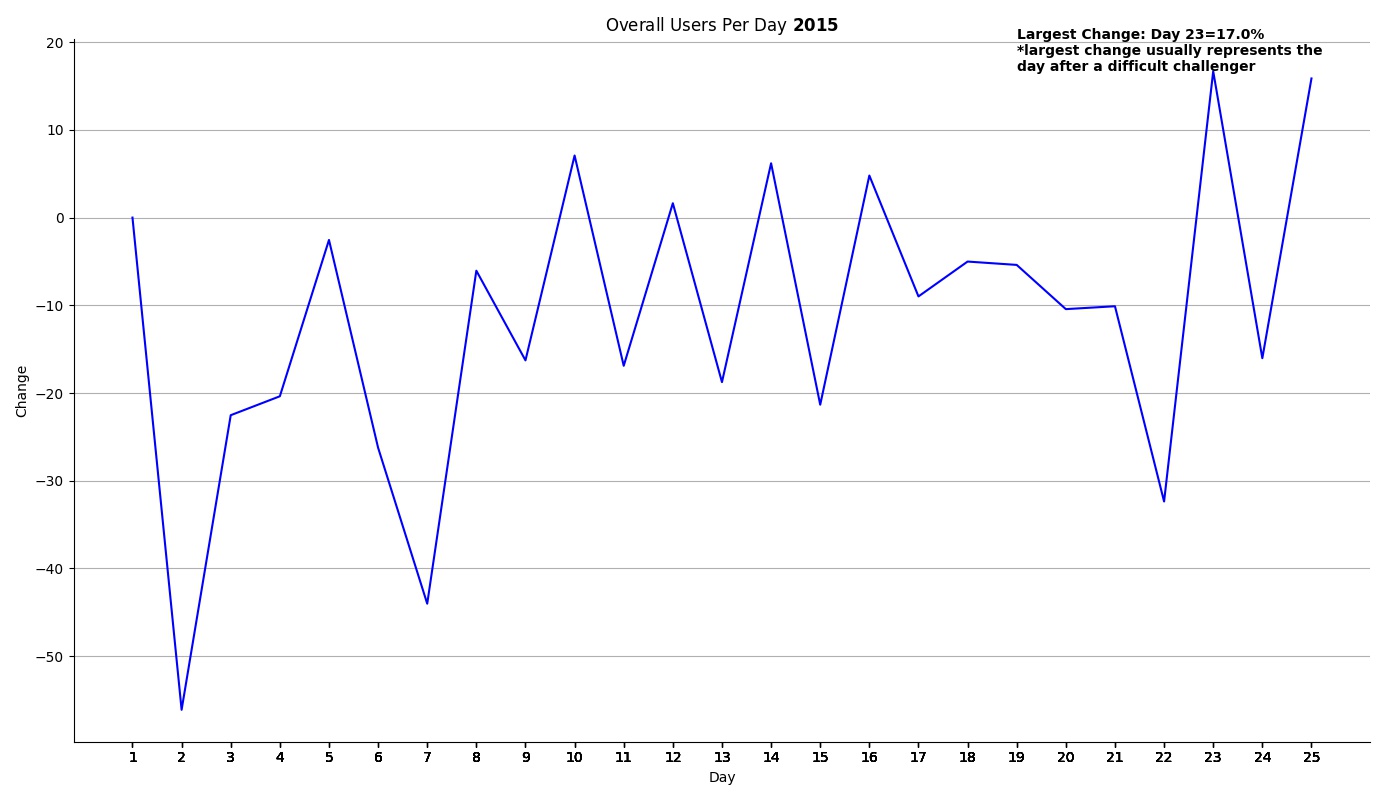 Overall Users Per Day 2015
Largest Change: Day 23=17.0%
*largest change usually represents the
day after a difficult challenger
20
10
0
−10
−20
−30
−40
−50
Change
1 2 3 4 5 6 7 8 9 10 11 12 13 14 15 16 17 18 19 20 21 22 23 24 25
Day